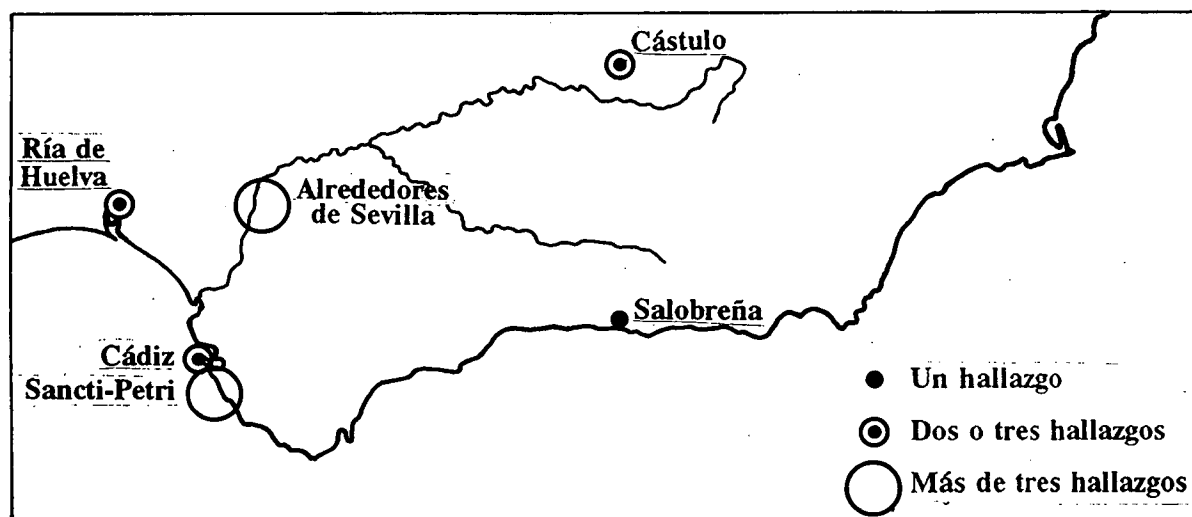 Cástulo
Ría de
Huelva
Alrededores
de Sevilla
Salobreña
Cádiz
Sancti-Petri
Un hallazgo
Dos o tres hallazgos
Más de tres hallazgos